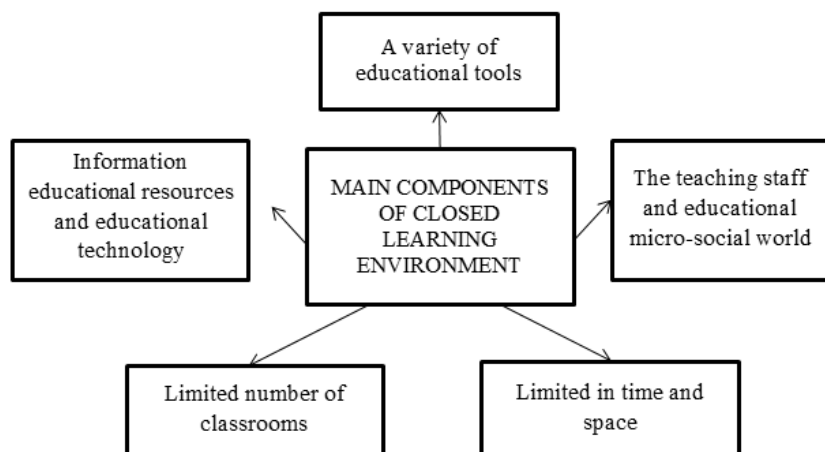 A variety of
educational tools
Information
educational resources
and educational
technology
MAIN COMPONENTS
OF CLOSED
LEARNING
ENVIRONMENT
The teaching staff
and educational
micro-social world
Limited number of
classrooms
Limited in time and
space